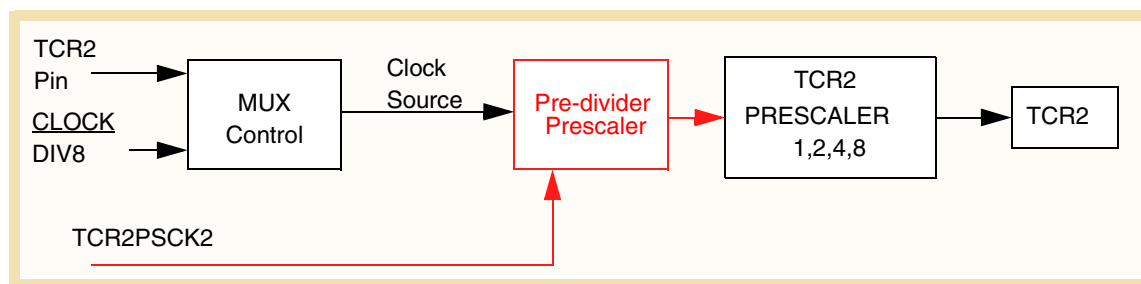 TCR2
Pin
CLOCK
DIV8
MUX
Control
Clock
Source
Pre-divider
Prescaler
TCR2
PRESCALER
1,2,4,8
TCR2
TCR2PSCK2